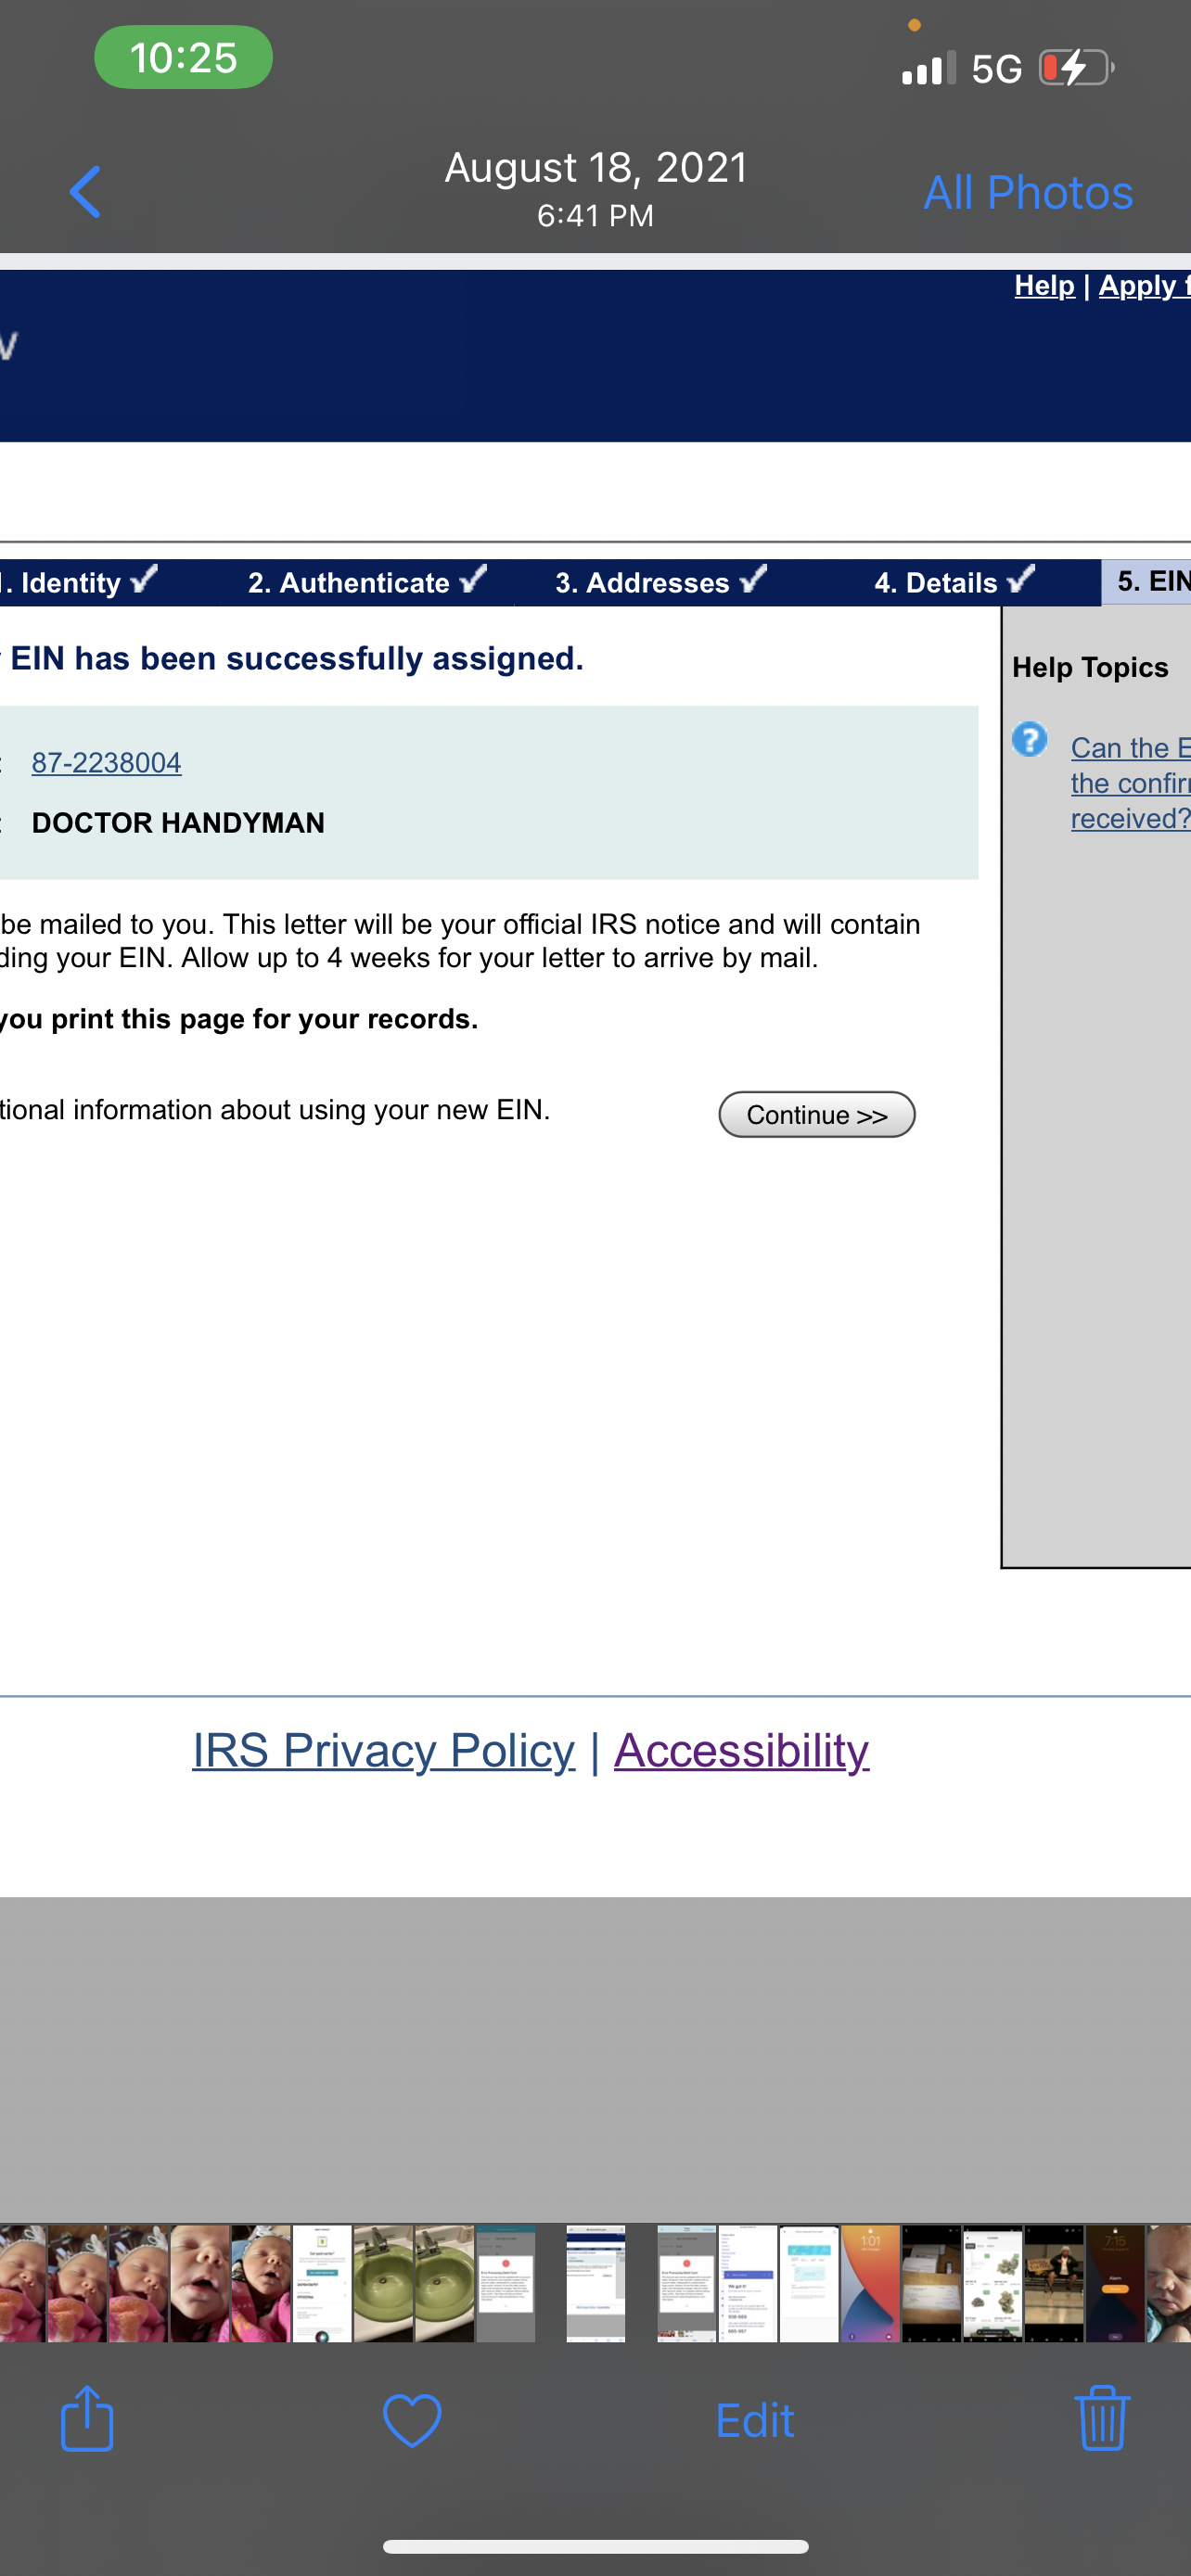 10:25
5G
August 18, 2021
6:41 PM
All Photos
Help | Apply f
v
1. Identity 2. Authenticate 3. Addresses 4. Details 5. EIN
EIN has been successfully assigned.
Help Topics
: 87-2238004
Can the E
the confir
received?
: DOCTOR HANDYMAN
be mailed to you. This letter will be your official IRS notice and will contain
ding your EIN. Allow up to 4 weeks for your letter to arrive by mail.
you print this page for your records.
tional information about using your new EIN.
Continue >>
IRS Privacy Policy | Accessibility
1:01
7:15
Edit